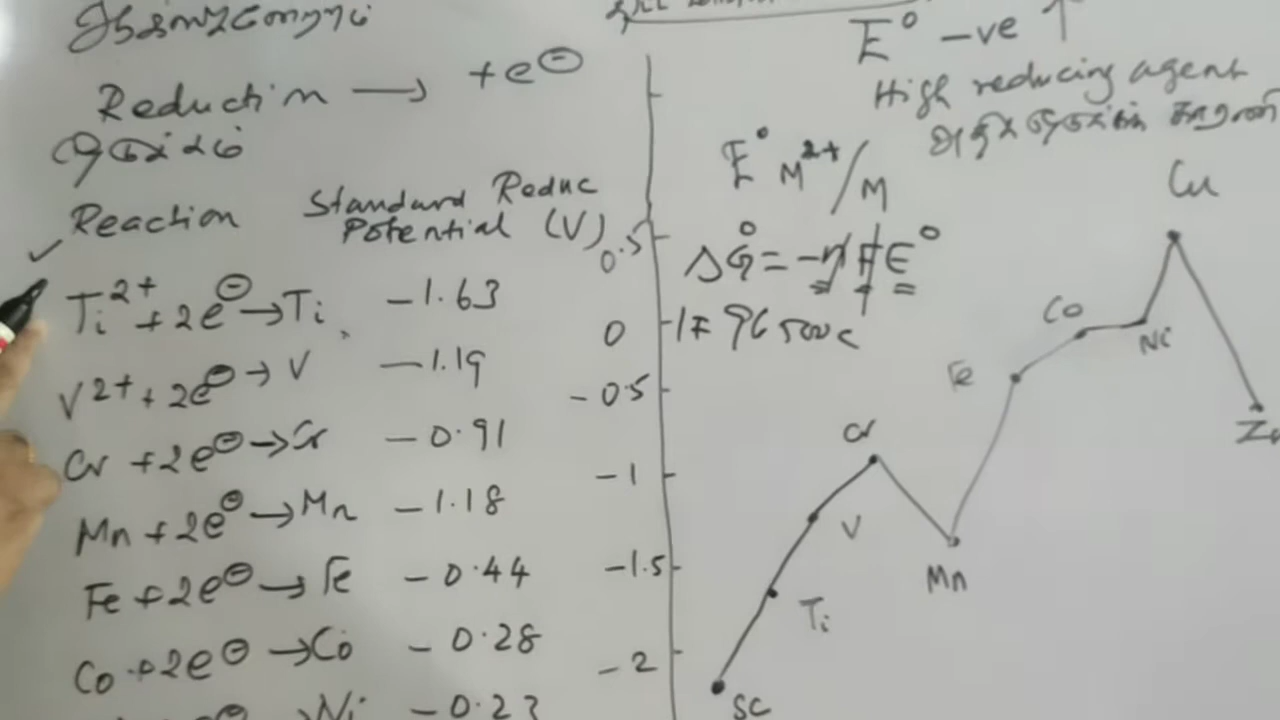 Reduction → +e⊖
ஒடுக்கம்
Reaction Standard Reduc
Potential (V)
Ti²⁺ + 2e⊖ → Ti -1.63
V²⁺ + 2e⊖ → V -1.19
Cr + 2e⊖ → Cr -0.91
Mn + 2e⊖ → Mn -1.18
Fe + 2e⊖ → Fe -0.44
Co + 2e⊖ → Co -0.28
Ni -0.23
E° -ve ↑
High reducing agent
E° M²⁺/M
ΔG° = -nFE°
1F 96500c
0.5
0
-0.5
-1
-1.5
-2
Sc
Ti
V
Cr
Mn
Fe
Co
Ni
Cu
Zn